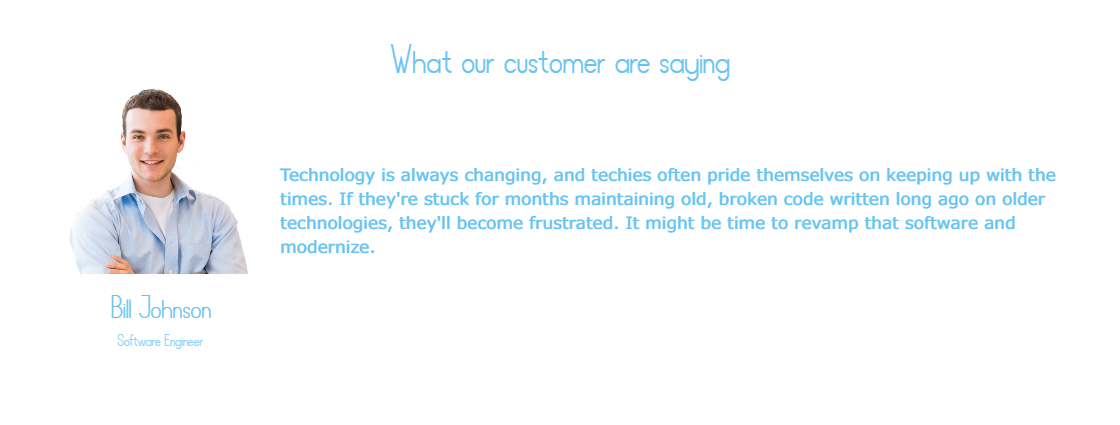 What our customer are saying
Technology is always changing, and techies often pride themselves on keeping up with the
times. If they're stuck for months maintaining old, broken code written long ago on older
technologies, they'll become frustrated. It might be time to revamp that software and
modernize.
Bill Johnson
Software Engineer